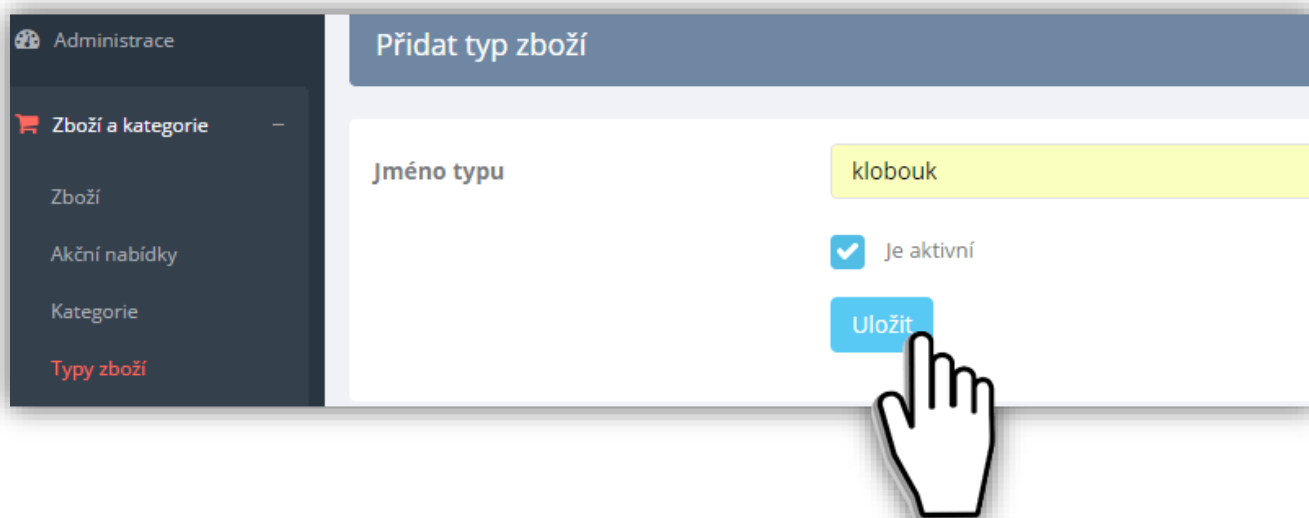 Administrace
Zboží a kategorie
Zboží
Akční nabídky
Kategorie
Typy zboží
Přidat typ zboží
Jméno typu
klobouk
Je aktivní
Uložit